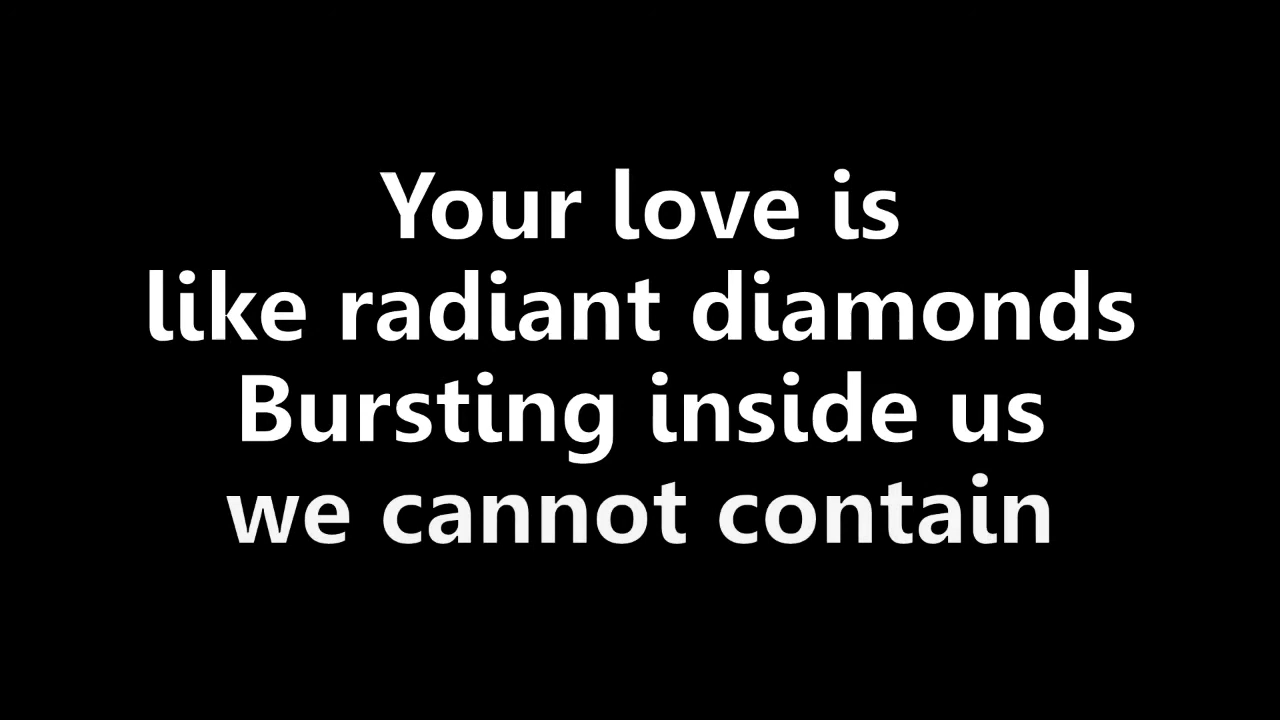 Your love is
like radiant diamonds
Bursting inside us
we cannot contain